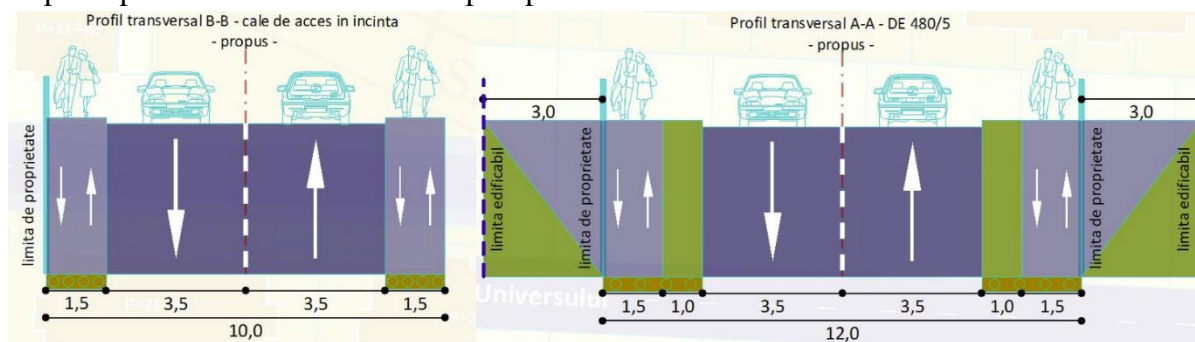 Profil transversal B-B - cale de acces in incinta
- propus -
limita de proprietate
1,5
3,5
3,5
1,5
10,0
Profil transversal A-A - DE 480/5
- propus -
3,0
3,0
limita edificabil
limita de proprietate
limita de proprietate
limita edificabil
Universului
1,5
1,0
3,5
3,5
1,0
1,5
12,0